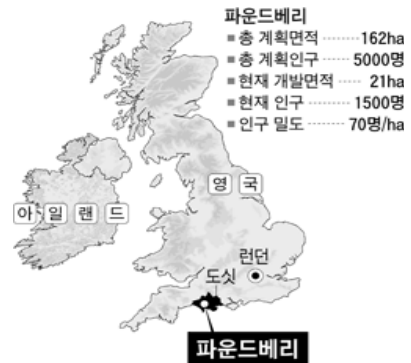 파운드베리
■ 총 계획면적 ········ 162ha
■ 총 계획인구 ······ 5000명
■ 현재 개발면적 ····· 21ha
■ 현재 인구 ·········· 1500명
■ 인구 밀도 ········ 70명/ha
영 국
아 일 랜 드
런던
도싯
파운드베리